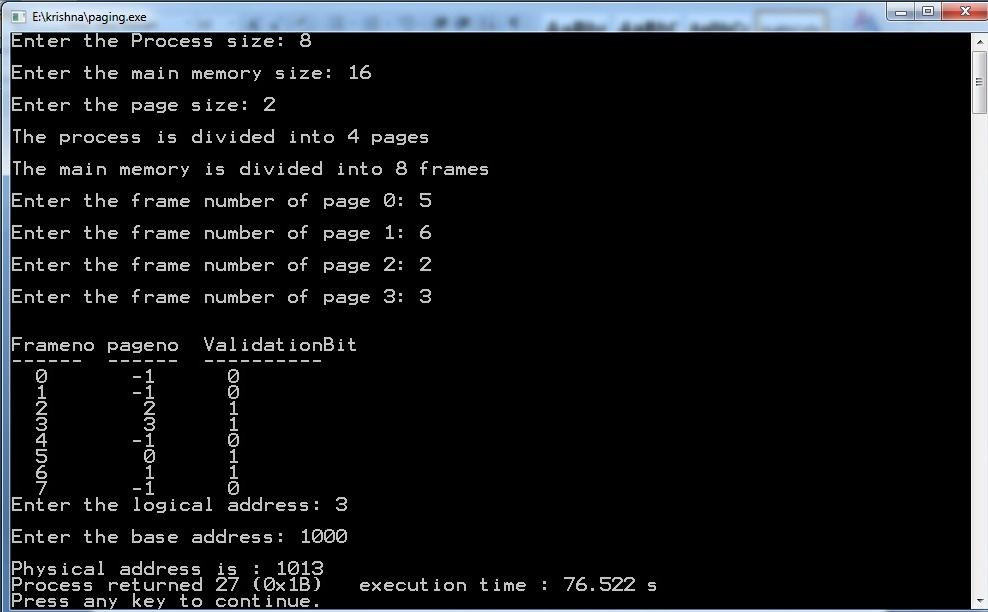 E:\krishna\paging.exe
Enter the Process size: 8
Enter the main memory size: 16
Enter the page size: 2
The process is divided into 4 pages
The main memory is divided into 8 frames
Enter the frame number of page 0: 5
Enter the frame number of page 1: 6
Enter the frame number of page 2: 2
Enter the frame number of page 3: 3
Frameno pageno  ValidationBit
------  ------  ----------
0 -1 0
1 -1 0
2 2 1
3 3 1
4 -1 0
5 0 1
6 1 1
7 -1 0
Enter the logical address: 3
Enter the base address: 1000
Physical address is : 1013
Process returned 27 (0x1B)   execution time : 76.522 s
Press any key to continue.